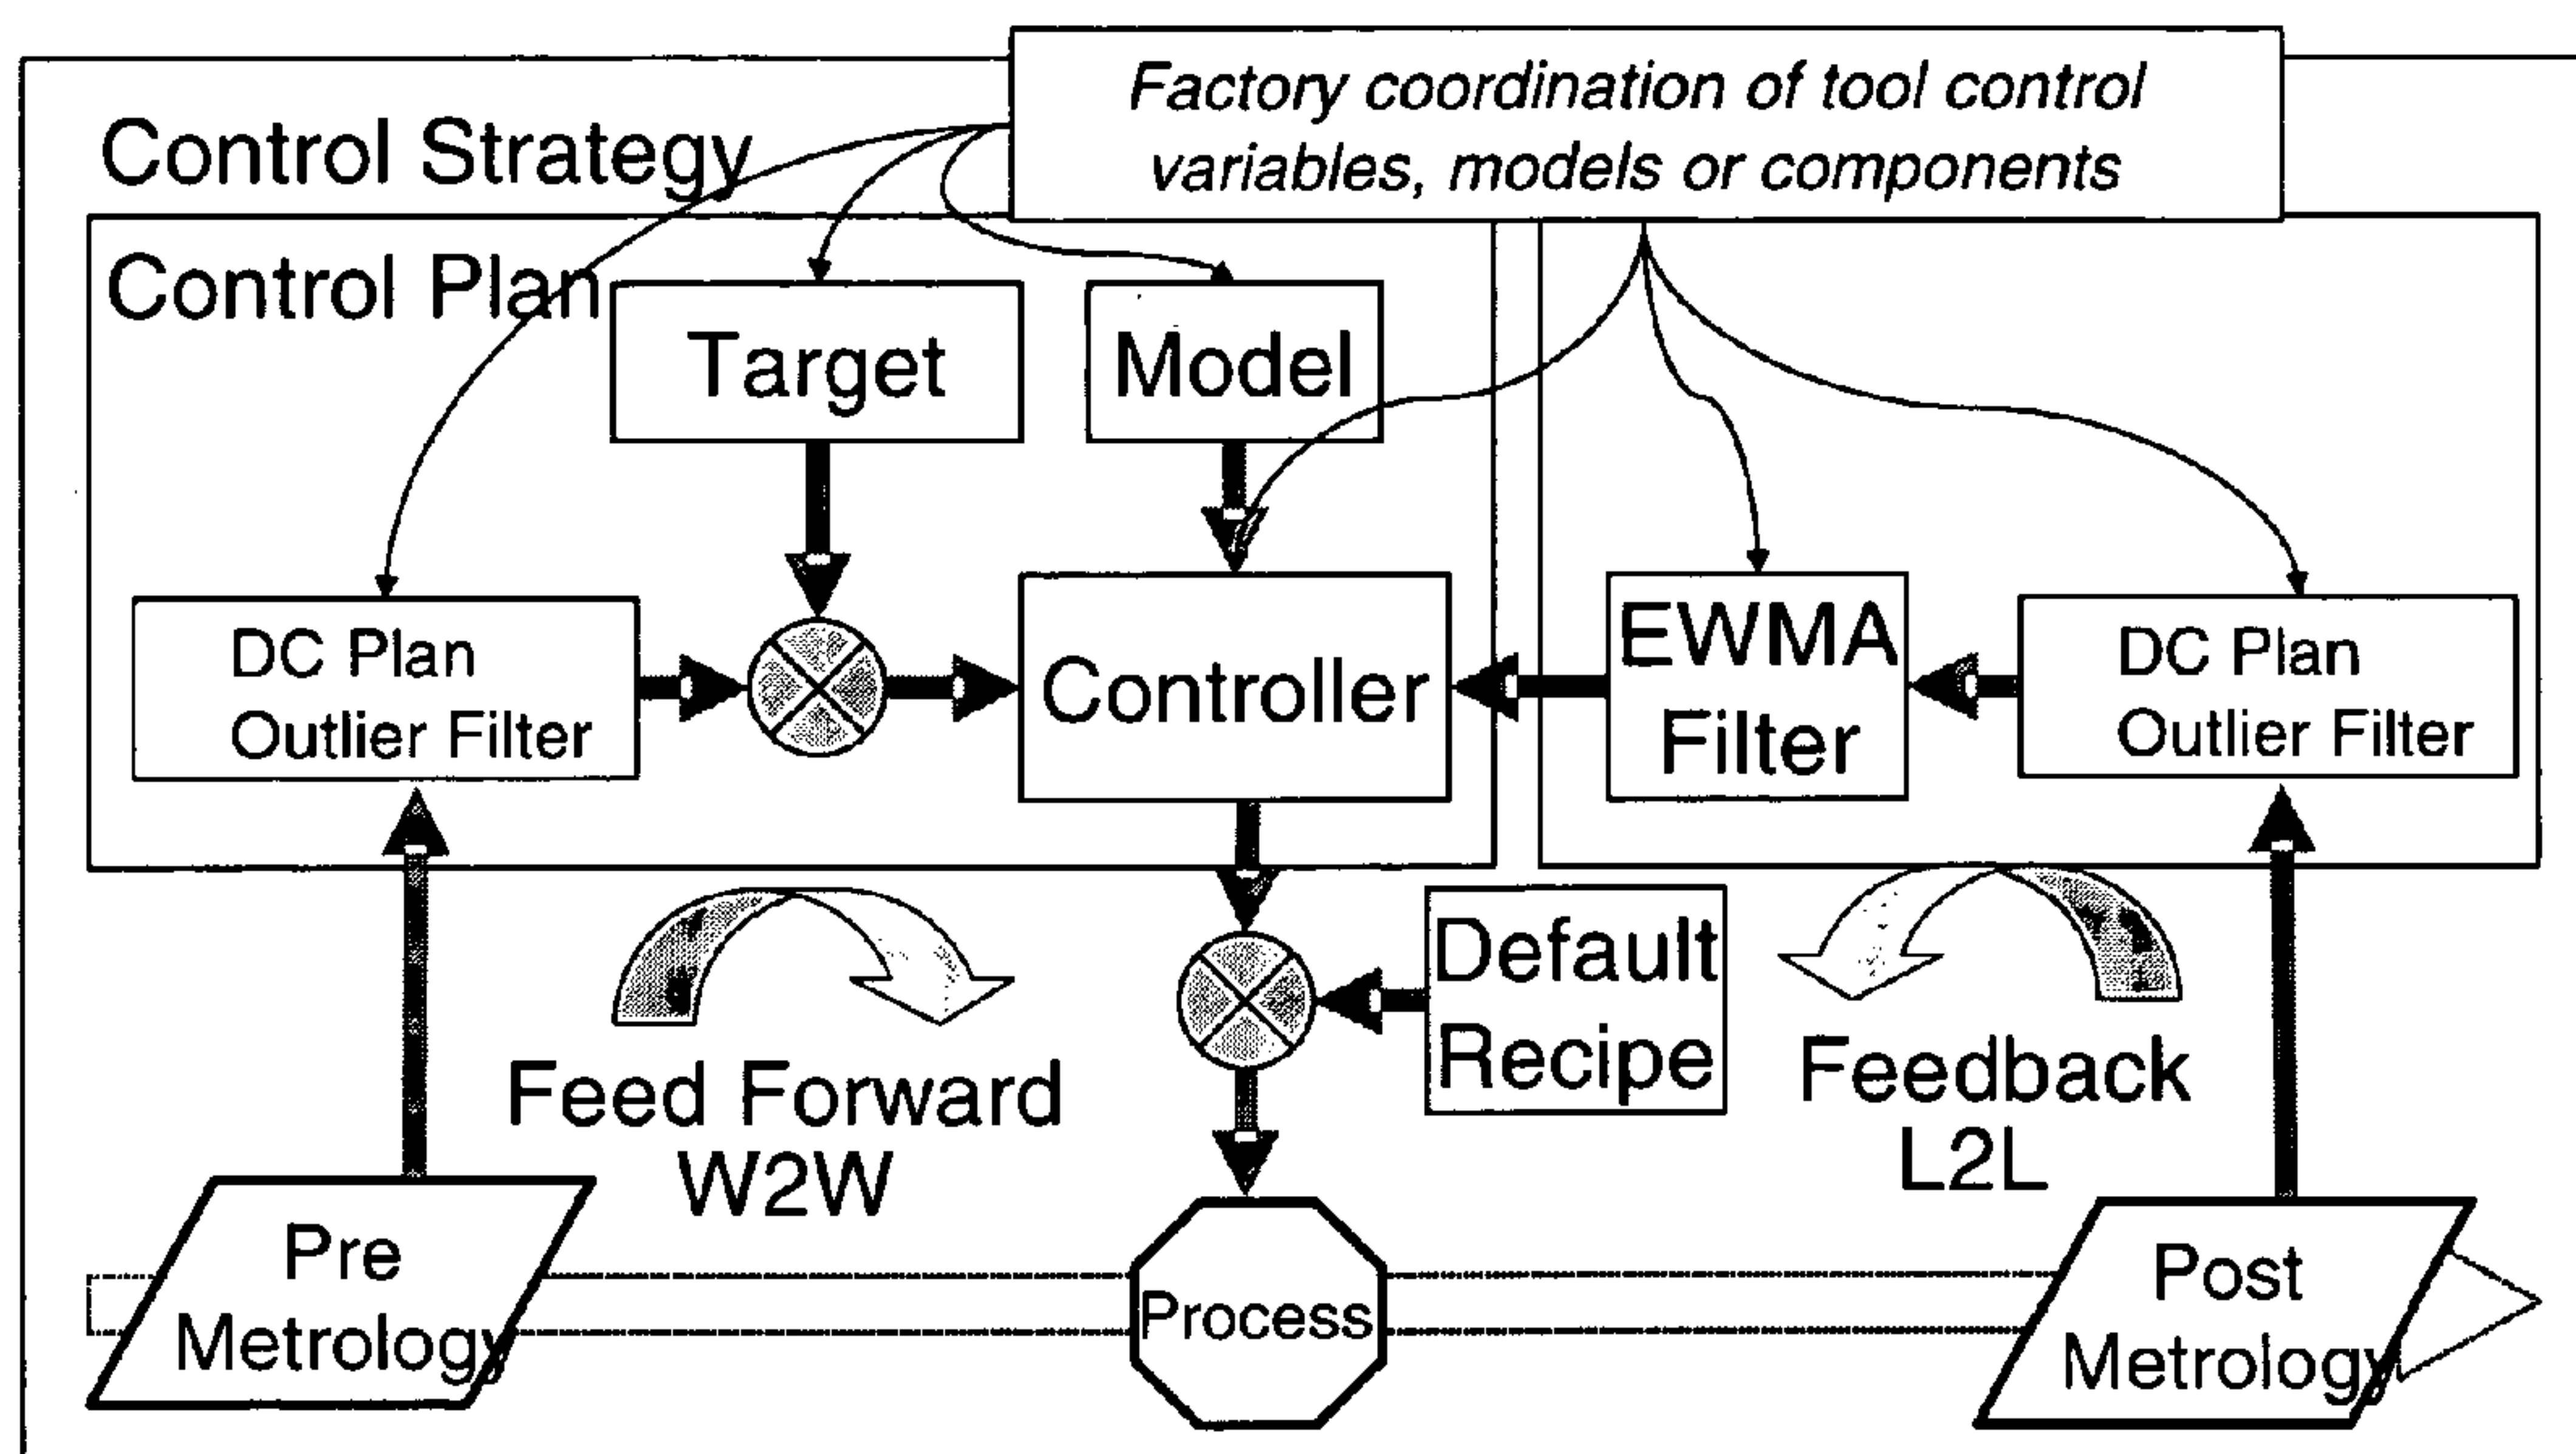 Factory coordination of tool control
variables, models or components
Control Strategy
Control Plan
Target
Model
DC Plan
Outlier Filter
Controller
EWMA
Filter
DC Plan
Outlier Filter
Default
Recipe
Feed Forward
W2W
Feedback
L2L
Pre
Metrology
Process
Post
Metrology